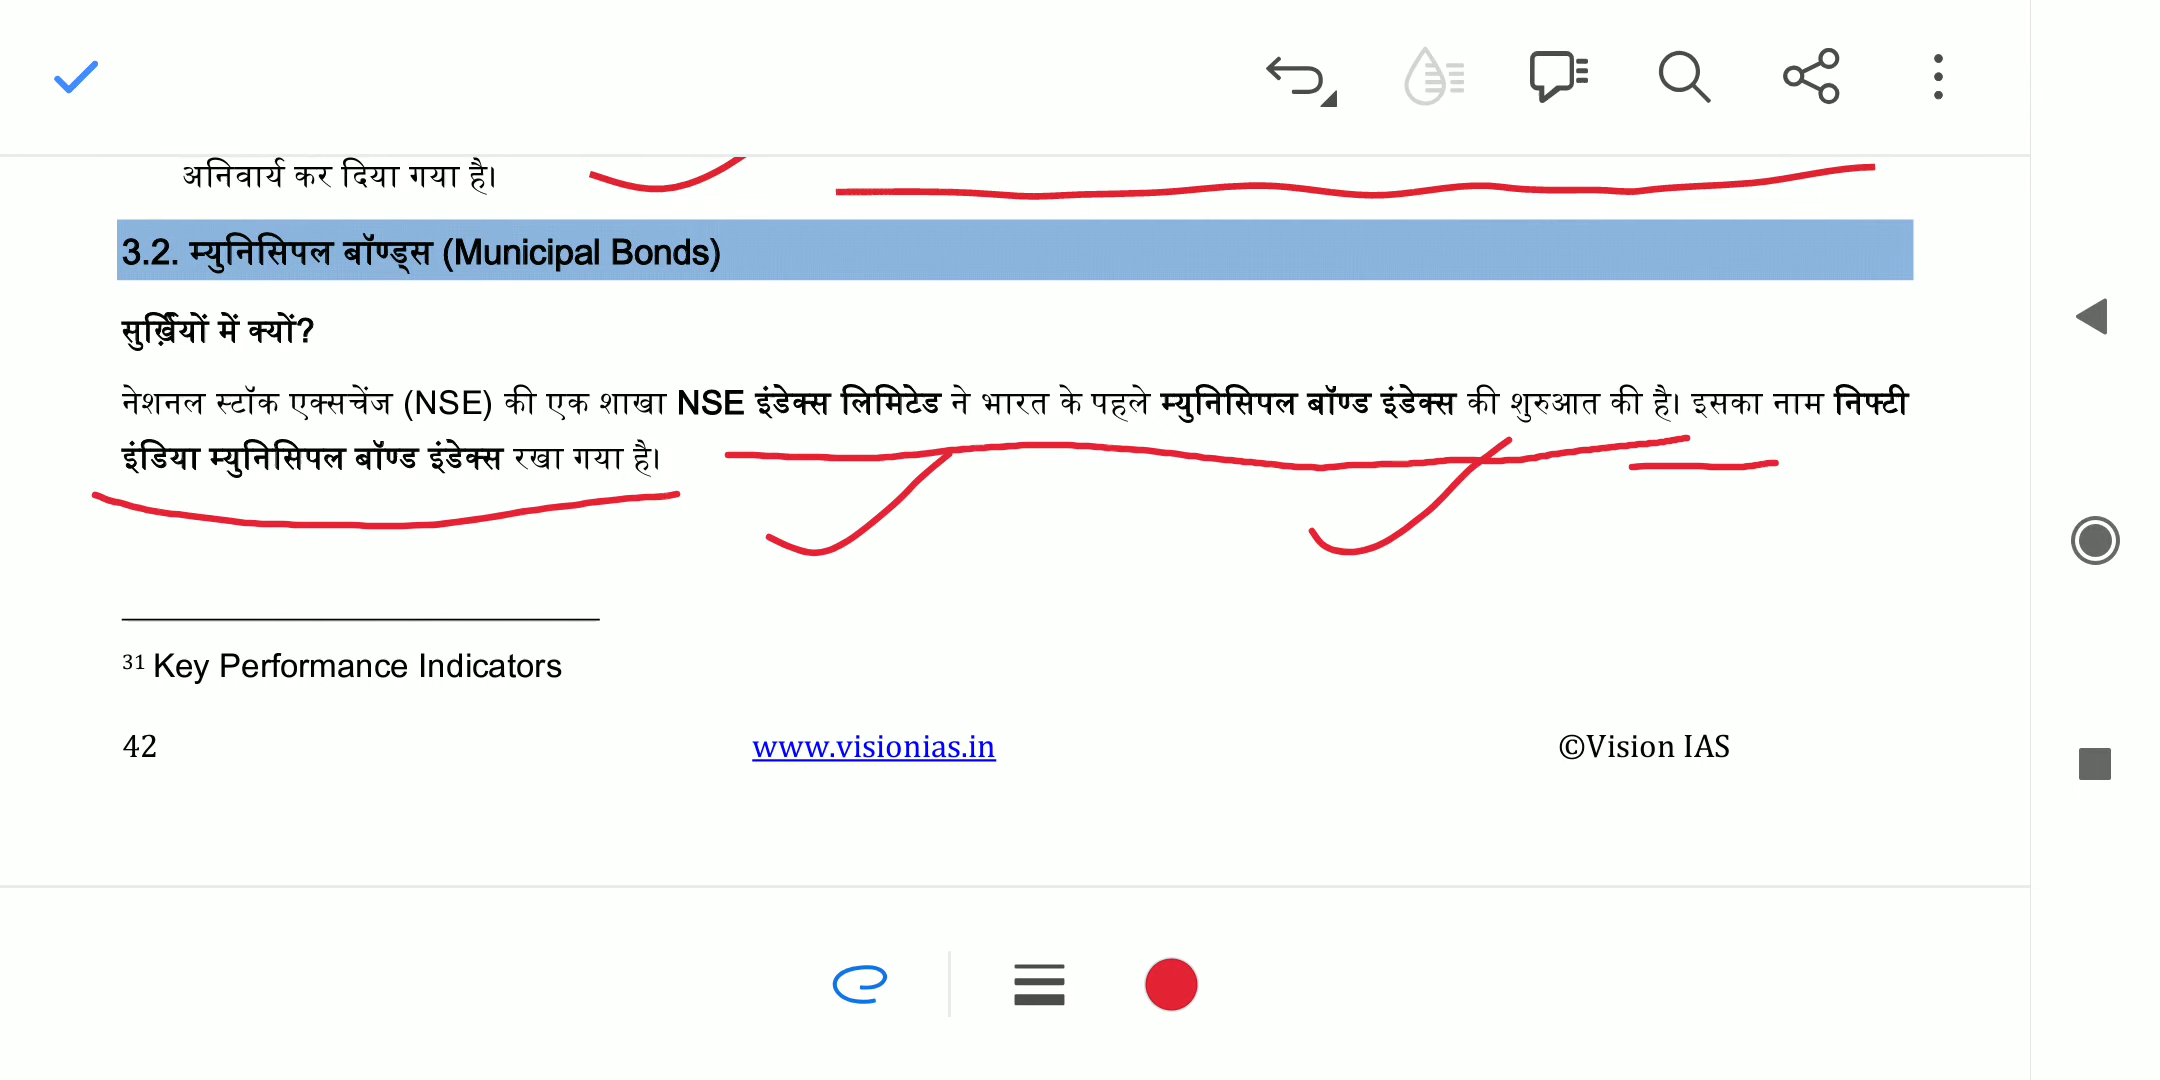 अनिवार्य कर दिया गया है।
3.2. म्युनिसिपल बॉण्ड्स (Municipal Bonds)
सुर्ख़ियों में क्यों?
नेशनल स्टॉक एक्सचेंज (NSE) की एक शाखा NSE इंडेक्स लिमिटेड ने भारत के पहले म्युनिसिपल बॉण्ड इंडेक्स की शुरुआत की है। इसका नाम निफ्टी
इंडिया म्युनिसिपल बॉण्ड इंडेक्स रखा गया है।
31 Key Performance Indicators
42 www.visionias.in ©Vision IAS